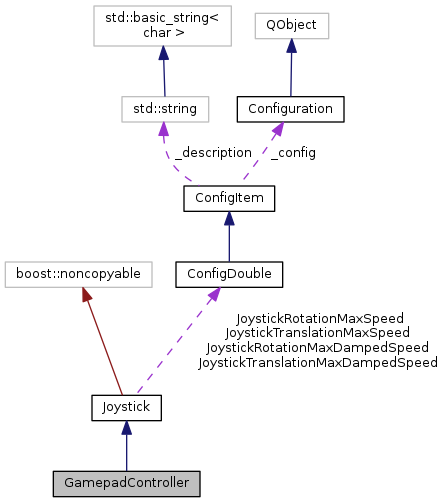 std::basic_string<
char >
QObject
std::string
Configuration
_description
_config
ConfigItem
boost::noncopyable
ConfigDouble
JoystickRotationMaxSpeed
JoystickTranslationMaxSpeed
JoystickRotationMaxDampedSpeed
JoystickTranslationMaxDampedSpeed
Joystick
GamepadController